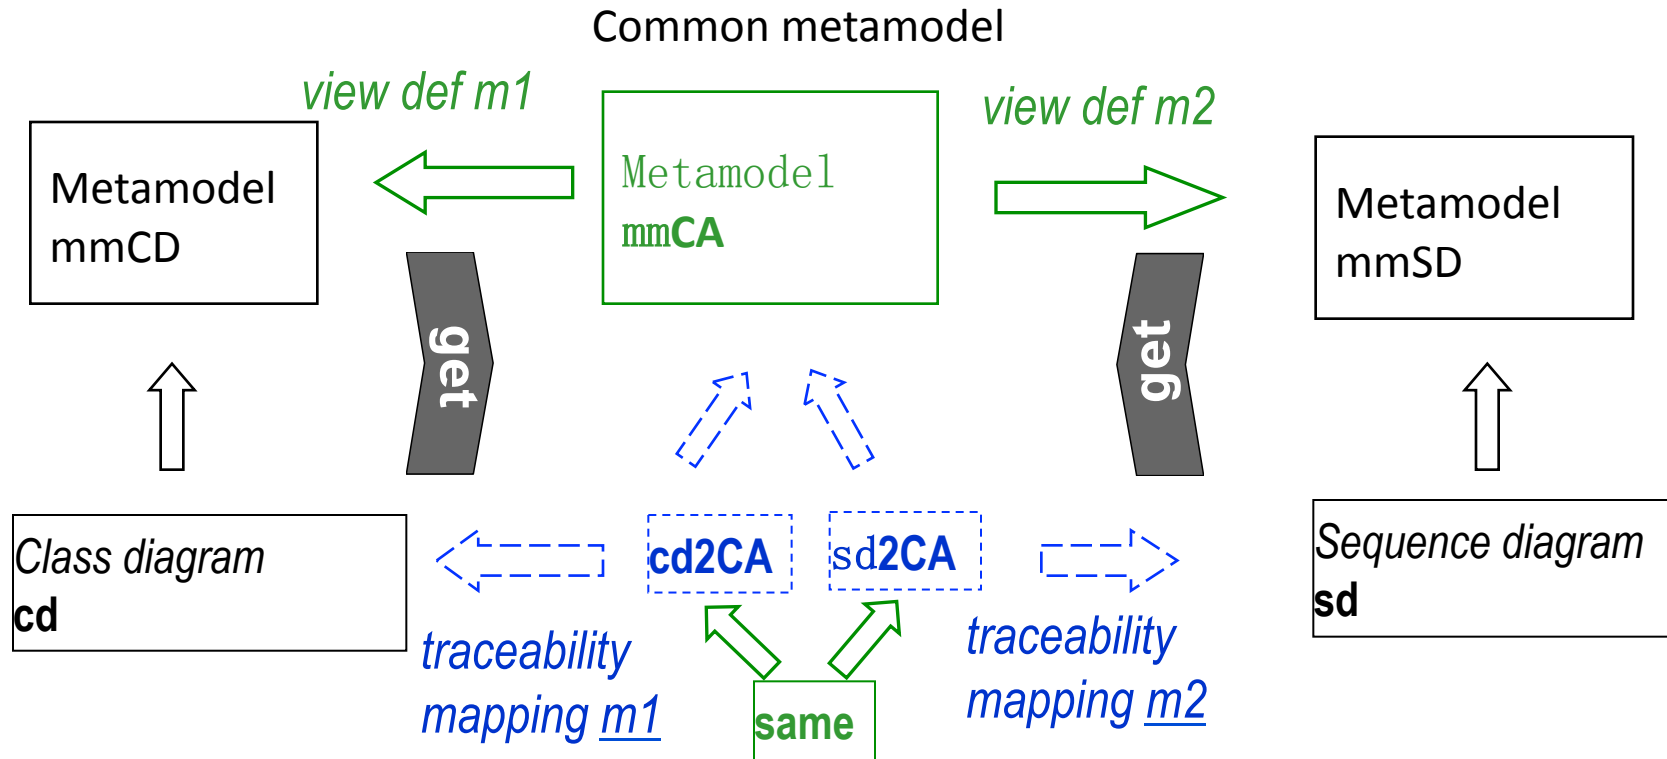 Common metamodel
view def m1
view def m2
Metamodel
mmCD
Metamodel
mmCA
Metamodel
mmSD
get
get
Class diagram
cd
cd2CA
sd2CA
Sequence diagram
sd
traceability
mapping m1
traceability
mapping m2
same